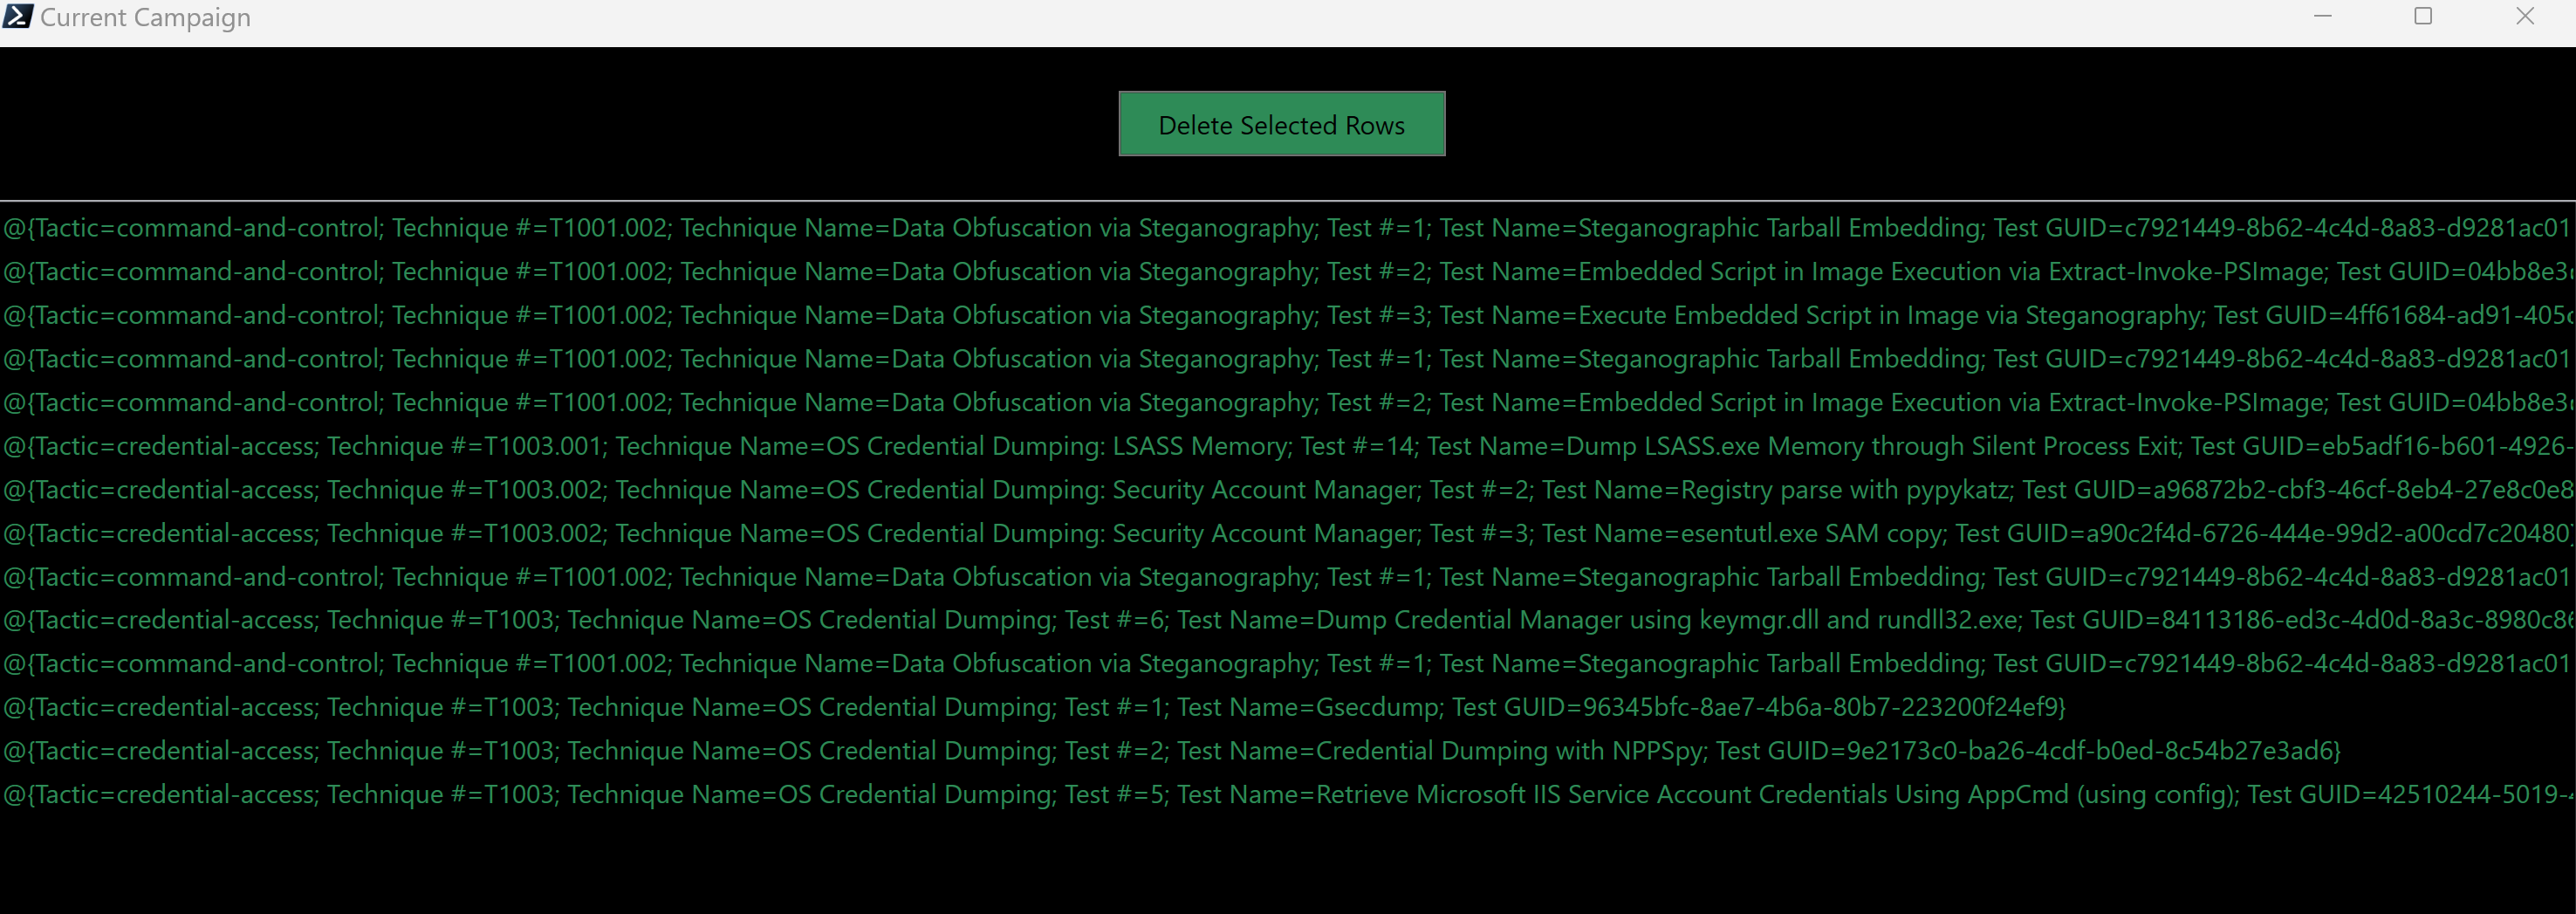 Current Campaign
Delete Selected Rows
@{Tactic=command-and-control; Technique #=T1001.002; Technique Name=Data Obfuscation via Steganography; Test #=1; Test Name=Steganographic Tarball Embedding; Test GUID=c7921449-8b62-4c4d-8a83-d9281ac01
@{Tactic=command-and-control; Technique #=T1001.002; Technique Name=Data Obfuscation via Steganography; Test #=2; Test Name=Embedded Script in Image Execution via Extract-Invoke-PSImage; Test GUID=04bb8e3
@{Tactic=command-and-control; Technique #=T1001.002; Technique Name=Data Obfuscation via Steganography; Test #=3; Test Name=Execute Embedded Script in Image via Steganography; Test GUID=4ff61684-ad91-405c
@{Tactic=command-and-control; Technique #=T1001.002; Technique Name=Data Obfuscation via Steganography; Test #=1; Test Name=Steganographic Tarball Embedding; Test GUID=c7921449-8b62-4c4d-8a83-d9281ac01
@{Tactic=command-and-control; Technique #=T1001.002; Technique Name=Data Obfuscation via Steganography; Test #=2; Test Name=Embedded Script in Image Execution via Extract-Invoke-PSImage; Test GUID=04bb8e3
@{Tactic=credential-access; Technique #=T1003.001; Technique Name=OS Credential Dumping: LSASS Memory; Test #=14; Test Name=Dump LSASS.exe Memory through Silent Process Exit; Test GUID=eb5adf16-b601-4926-
@{Tactic=credential-access; Technique #=T1003.002; Technique Name=OS Credential Dumping: Security Account Manager; Test #=2; Test Name=Registry parse with pypykatz; Test GUID=a96872b2-cbf3-46cf-8eb4-27e8c0e8
@{Tactic=credential-access; Technique #=T1003.002; Technique Name=OS Credential Dumping: Security Account Manager; Test #=3; Test Name=esentutl.exe SAM copy; Test GUID=a90c2f4d-6726-444e-99d2-a00cd7c20480
@{Tactic=command-and-control; Technique #=T1001.002; Technique Name=Data Obfuscation via Steganography; Test #=1; Test Name=Steganographic Tarball Embedding; Test GUID=c7921449-8b62-4c4d-8a83-d9281ac01
@{Tactic=credential-access; Technique #=T1003; Technique Name=OS Credential Dumping; Test #=6; Test Name=Dump Credential Manager using keymgr.dll and rundll32.exe; Test GUID=84113186-ed3c-4d0d-8a3c-8980c86
@{Tactic=command-and-control; Technique #=T1001.002; Technique Name=Data Obfuscation via Steganography; Test #=1; Test Name=Steganographic Tarball Embedding; Test GUID=c7921449-8b62-4c4d-8a83-d9281ac01
@{Tactic=credential-access; Technique #=T1003; Technique Name=OS Credential Dumping; Test #=1; Test Name=Gsecdump; Test GUID=96345bfc-8ae7-4b6a-80b7-223200f24ef9}
@{Tactic=credential-access; Technique #=T1003; Technique Name=OS Credential Dumping; Test #=2; Test Name=Credential Dumping with NPPSpy; Test GUID=9e2173c0-ba26-4cdf-b0ed-8c54b27e3ad6}
@{Tactic=credential-access; Technique #=T1003; Technique Name=OS Credential Dumping; Test #=5; Test Name=Retrieve Microsoft IIS Service Account Credentials Using AppCmd (using config); Test GUID=42510244-5019-